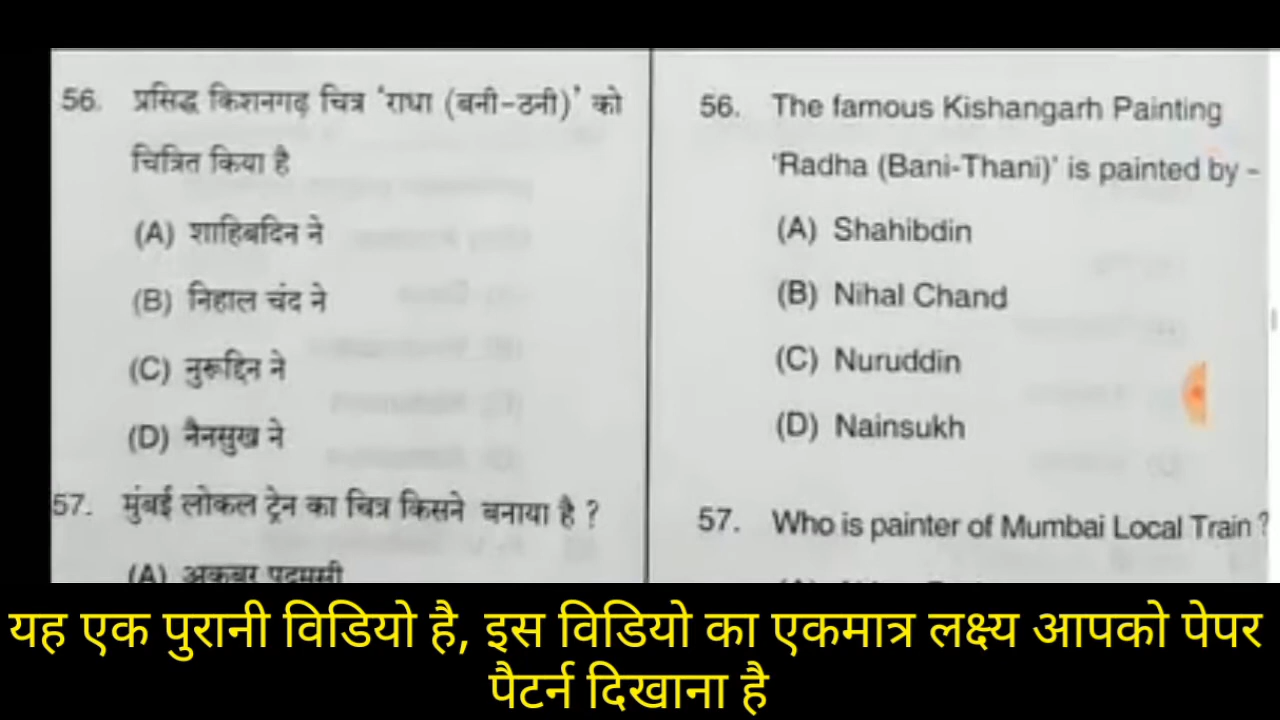 56. प्रसिद्ध किशनगढ़ चित्र 'राधा (बनी-ठनी)' को
चित्रित किया है
(A) शाहिबदिन ने
(B) निहाल चंद ने
(C) नुरूद्दिन ने
(D) नैनसुख ने
57. मुंबई लोकल ट्रेन का चित्र किसने बनाया है ?
(A) अकबर पदमसी
56. The famous Kishangarh Painting
'Radha (Bani-Thani)' is painted by -
(A) Shahibdin
(B) Nihal Chand
(C) Nuruddin
(D) Nainsukh
57. Who is painter of Mumbai Local Train ?
यह एक पुरानी विडियो है, इस विडियो का एकमात्र लक्ष्य आपको पेपर
पैटर्न दिखाना है